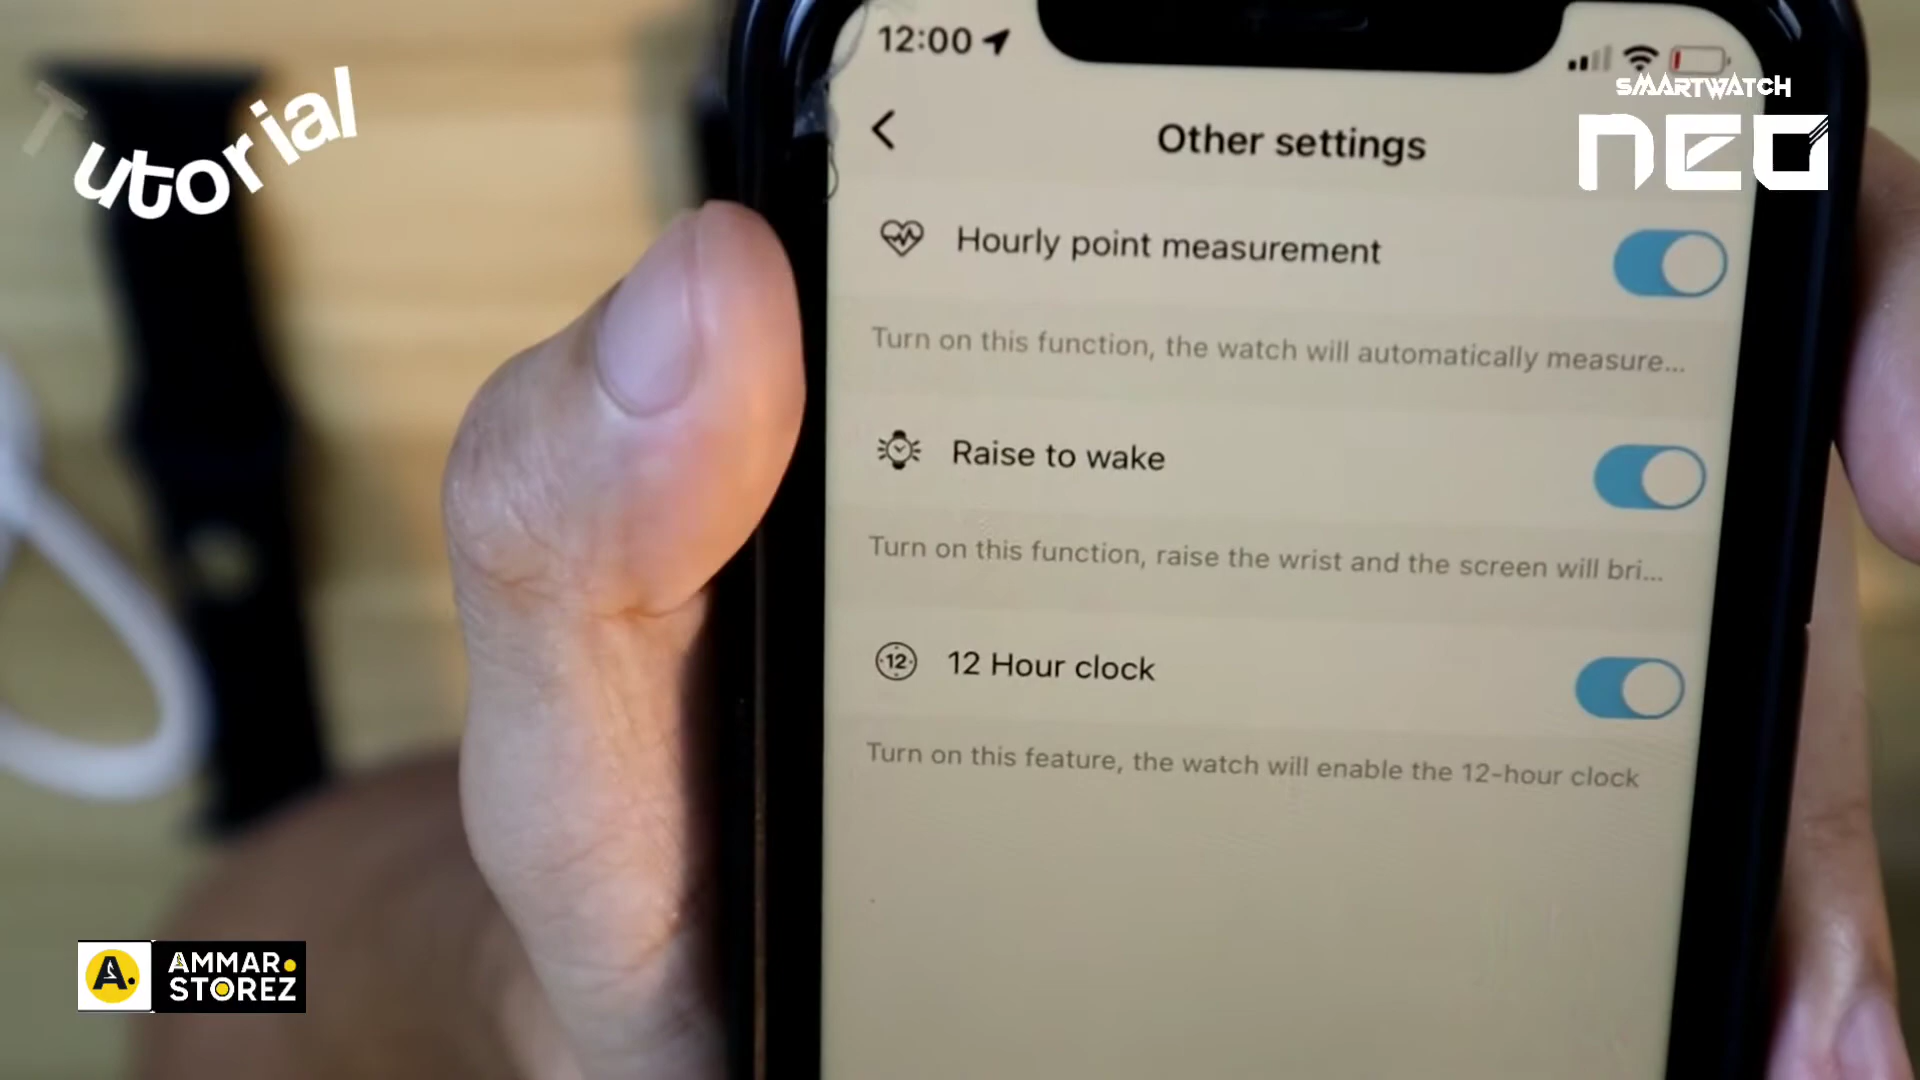 Tutorial
12:00
SMARTWATCH
NEO
Other settings
Hourly point measurement
Turn on this function, the watch will automatically measure...
Raise to wake
Turn on this function, raise the wrist and the screen will bri...
12
12 Hour clock
Turn on this feature, the watch will enable the 12-hour clock
A.
AMMAR
STOREZ